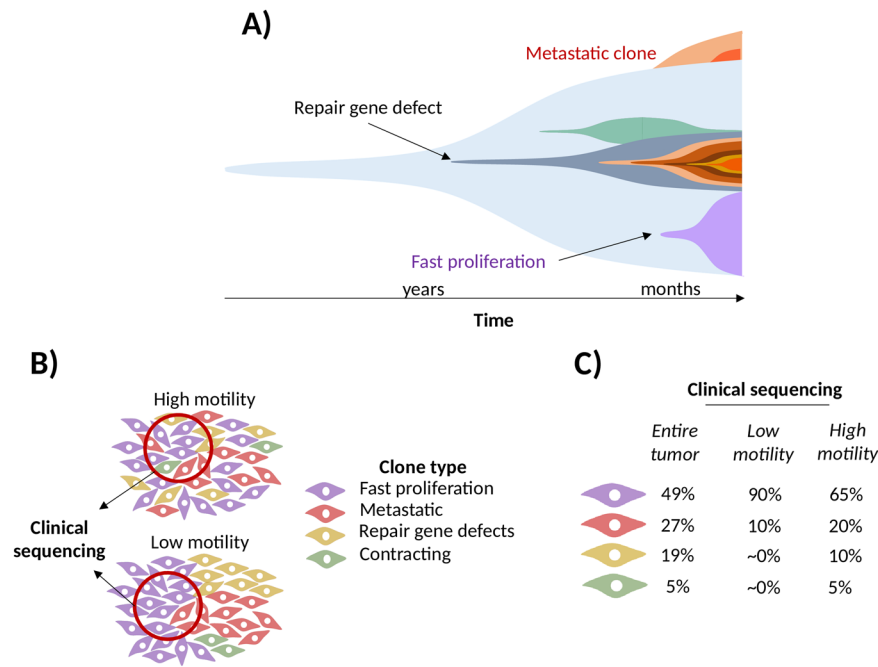 A)
Metastatic clone
Repair gene defect
Fast proliferation
years
months
Time
B)
High motility
Clinical
sequencing
Low motility
Clone type
Fast proliferation
Metastatic
Repair gene defects
Contracting
C)
Clinical sequencing
Entire
tumor
Low
motility
High
motility
49% 90% 65%
27% 10% 20%
19% ~0% 10%
5% ~0% 5%